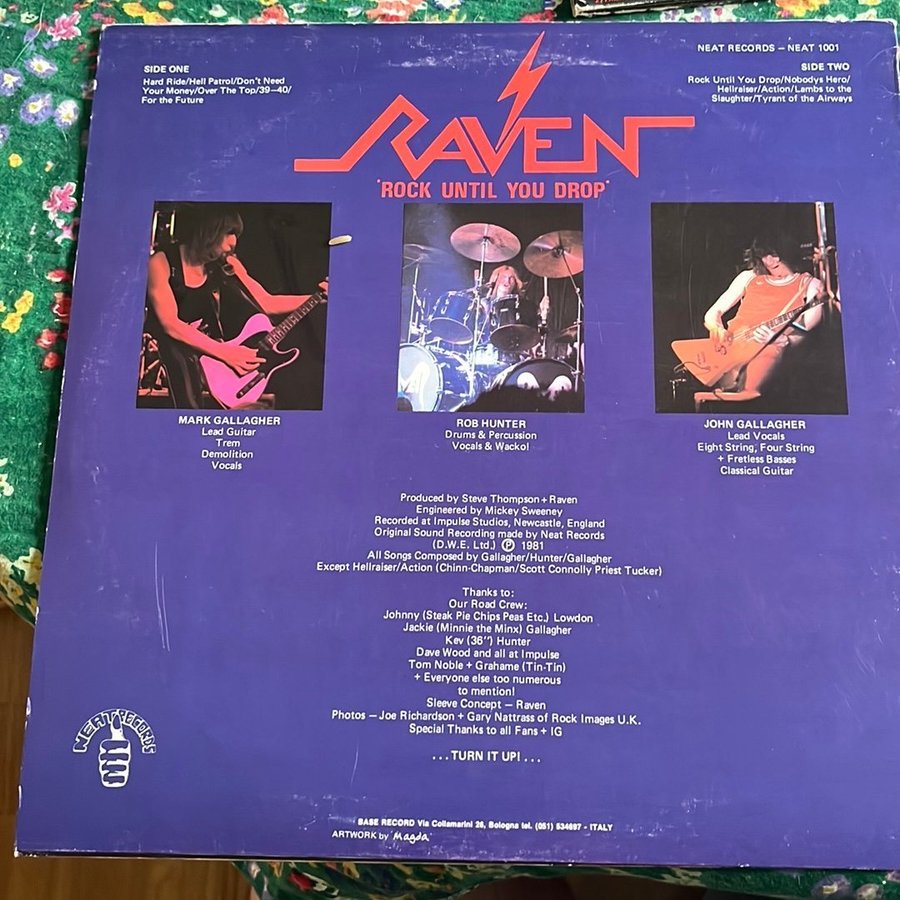 NEAT RECORDS – NEAT 1001
SIDE ONE
Hard Ride/Hell Patrol/Don't Need
Your Money/Over The Top/39–40/
For the Future
SIDE TWO
Rock Until You Drop/Nobodys Hero/
Hellraiser/Action/Lambs to the
Slaughter/Tyrant of the Airways
RAVEN
'ROCK UNTIL YOU DROP'
MARK GALLAGHER
Lead Guitar
Trem
Demolition
Vocals
ROB HUNTER
Drums & Percussion
Vocals & Wacko!
JOHN GALLAGHER
Lead Vocals
Eight String, Four String
+ Fretless Basses
Classical Guitar
Produced by Steve Thompson + Raven
Engineered by Mickey Sweeney
Recorded at Impulse Studios, Newcastle, England
Original Sound Recording made by Neat Records
(D.W.E. Ltd.) Ⓟ 1981
All Songs Composed by Gallagher/Hunter/Gallagher
Except Hellraiser/Action (Chinn-Chapman/Scott Connolly Priest Tucker)
Thanks to:
Our Road Crew:
Johnny (Steak Pie Chips Peas Etc.) Lowdon
Jackie (Minnie the Minx) Gallagher
Kev (36'') Hunter
Dave Wood and all at Impulse
Tom Noble + Grahame (Tin-Tin)
+ Everyone else too numerous
to mention!
Sleeve Concept – Raven
Photos – Joe Richardson + Gary Nattrass of Rock Images U.K.
Special Thanks to all Fans + IG
. . . TURN IT UP! . . .
NEAT RECORDS
BASE RECORD Via Collamarini 26, Bologna tel. (051) 534697 - ITALY
ARTWORK by Magda